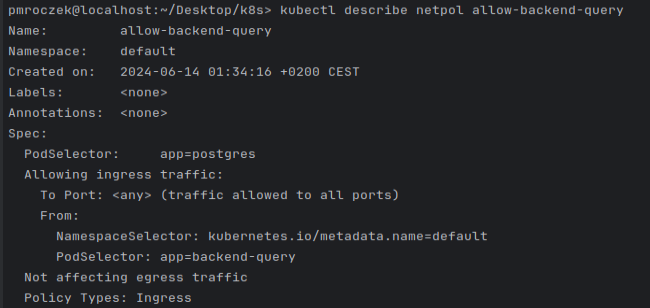 pmroczek@localhost:~/Desktop/k8s> kubectl describe netpol allow-backend-query
Name:         allow-backend-query
Namespace:    default
Created on:   2024-06-14 01:34:16 +0200 CEST
Labels:       <none>
Annotations:  <none>
Spec:
  PodSelector:     app=postgres
  Allowing ingress traffic:
    To Port: <any> (traffic allowed to all ports)
    From:
      NamespaceSelector: kubernetes.io/metadata.name=default
      PodSelector: app=backend-query
  Not affecting egress traffic
  Policy Types: Ingress